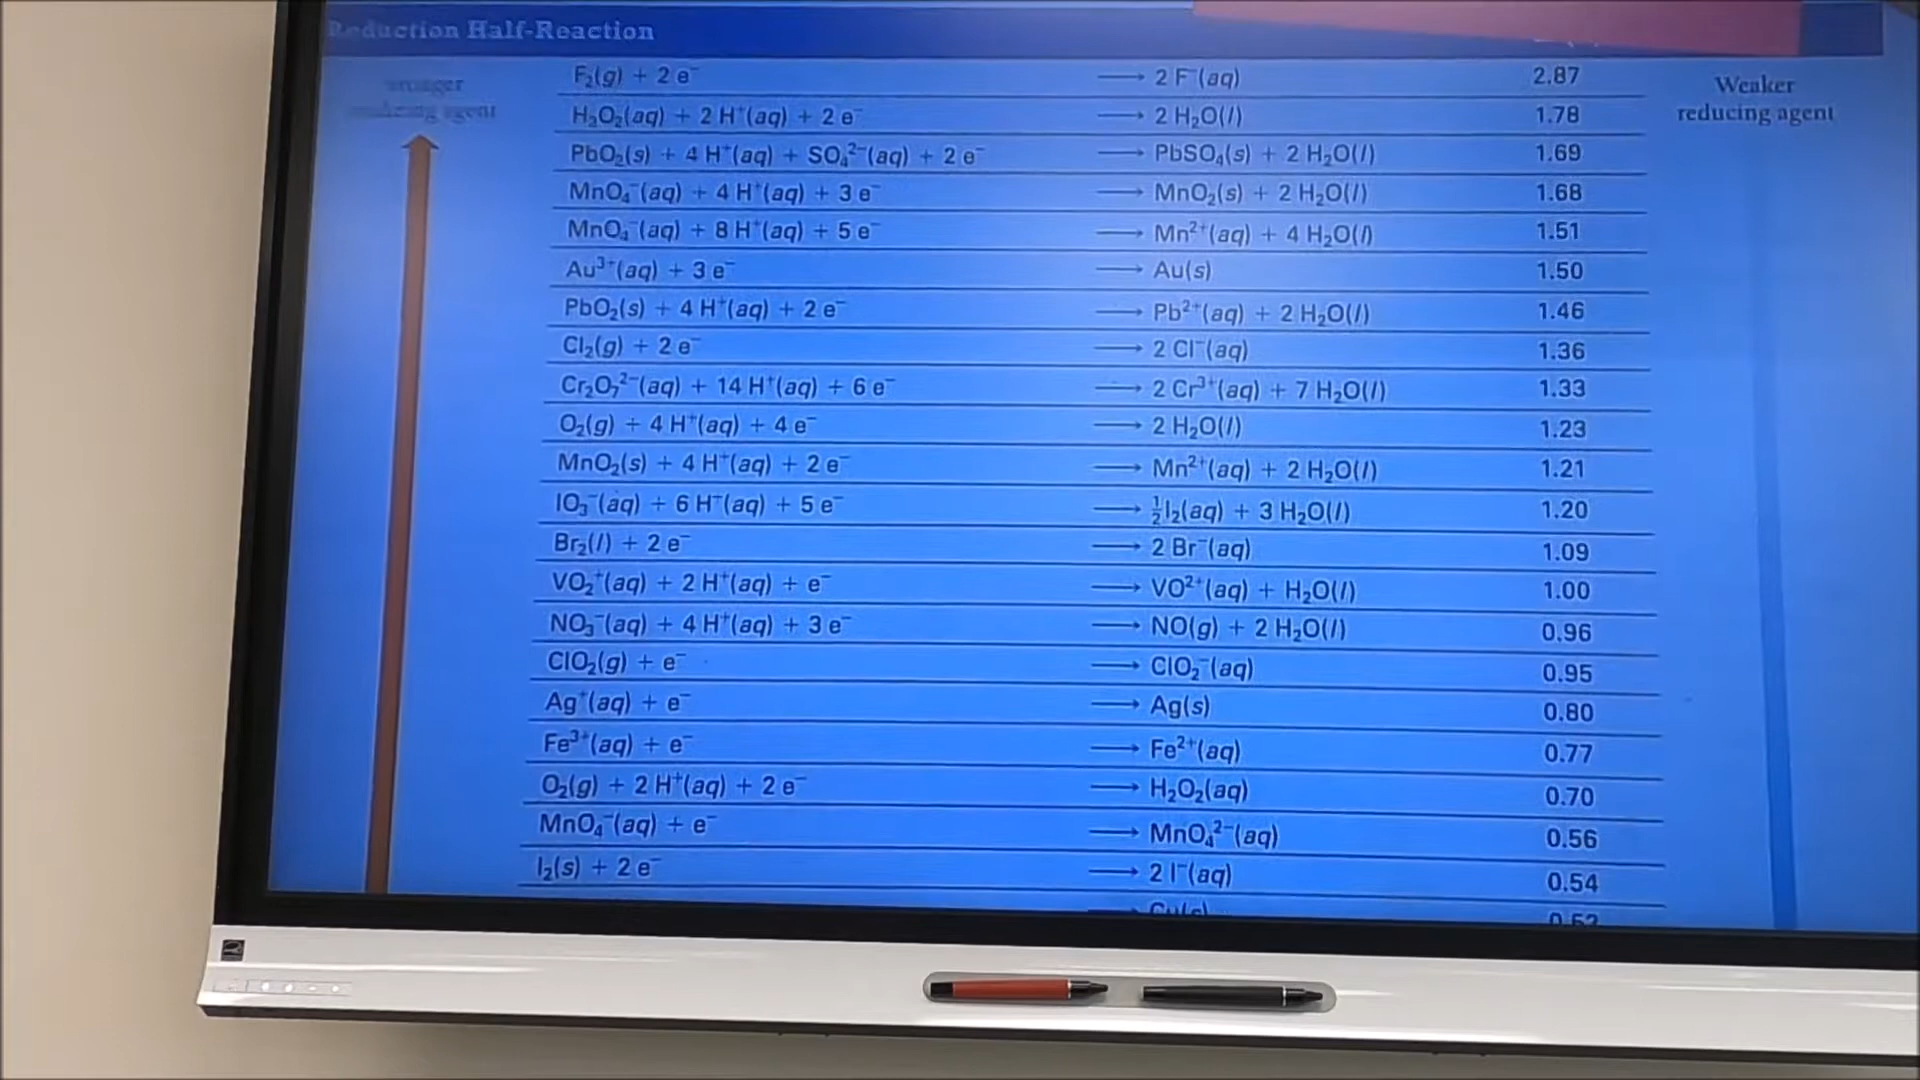 Reduction Half-Reaction
F₂(g) + 2 e⁻ ⟶ 2 F⁻(aq) 2.87
Weaker
reducing agent
H₂O₂(aq) + 2 H⁺(aq) + 2 e⁻ ⟶ 2 H₂O(l) 1.78
PbO₂(s) + 4 H⁺(aq) + SO₄²⁻(aq) + 2 e⁻ ⟶ PbSO₄(s) + 2 H₂O(l) 1.69
MnO₄⁻(aq) + 4 H⁺(aq) + 3 e⁻ ⟶ MnO₂(s) + 2 H₂O(l) 1.68
MnO₄⁻(aq) + 8 H⁺(aq) + 5 e⁻ ⟶ Mn²⁺(aq) + 4 H₂O(l) 1.51
Au³⁺(aq) + 3 e⁻ ⟶ Au(s) 1.50
PbO₂(s) + 4 H⁺(aq) + 2 e⁻ ⟶ Pb²⁺(aq) + 2 H₂O(l) 1.46
Cl₂(g) + 2 e⁻ ⟶ 2 Cl⁻(aq) 1.36
Cr₂O₇²⁻(aq) + 14 H⁺(aq) + 6 e⁻ ⟶ 2 Cr³⁺(aq) + 7 H₂O(l) 1.33
O₂(g) + 4 H⁺(aq) + 4 e⁻ ⟶ 2 H₂O(l) 1.23
MnO₂(s) + 4 H⁺(aq) + 2 e⁻ ⟶ Mn²⁺(aq) + 2 H₂O(l) 1.21
IO₃⁻(aq) + 6 H⁺(aq) + 5 e⁻ ⟶ ½I₂(aq) + 3 H₂O(l) 1.20
Br₂(l) + 2 e⁻ ⟶ 2 Br⁻(aq) 1.09
VO₂⁺(aq) + 2 H⁺(aq) + e⁻ ⟶ VO²⁺(aq) + H₂O(l) 1.00
NO₃⁻(aq) + 4 H⁺(aq) + 3 e⁻ ⟶ NO(g) + 2 H₂O(l) 0.96
ClO₂(g) + e⁻ ⟶ ClO₂⁻(aq) 0.95
Ag⁺(aq) + e⁻ ⟶ Ag(s) 0.80
Fe³⁺(aq) + e⁻ ⟶ Fe²⁺(aq) 0.77
O₂(g) + 2 H⁺(aq) + 2 e⁻ ⟶ H₂O₂(aq) 0.70
MnO₄⁻(aq) + e⁻ ⟶ MnO₄²⁻(aq) 0.56
I₂(s) + 2 e⁻ ⟶ 2 I⁻(aq) 0.54
⟶ Cu(s) 0.52